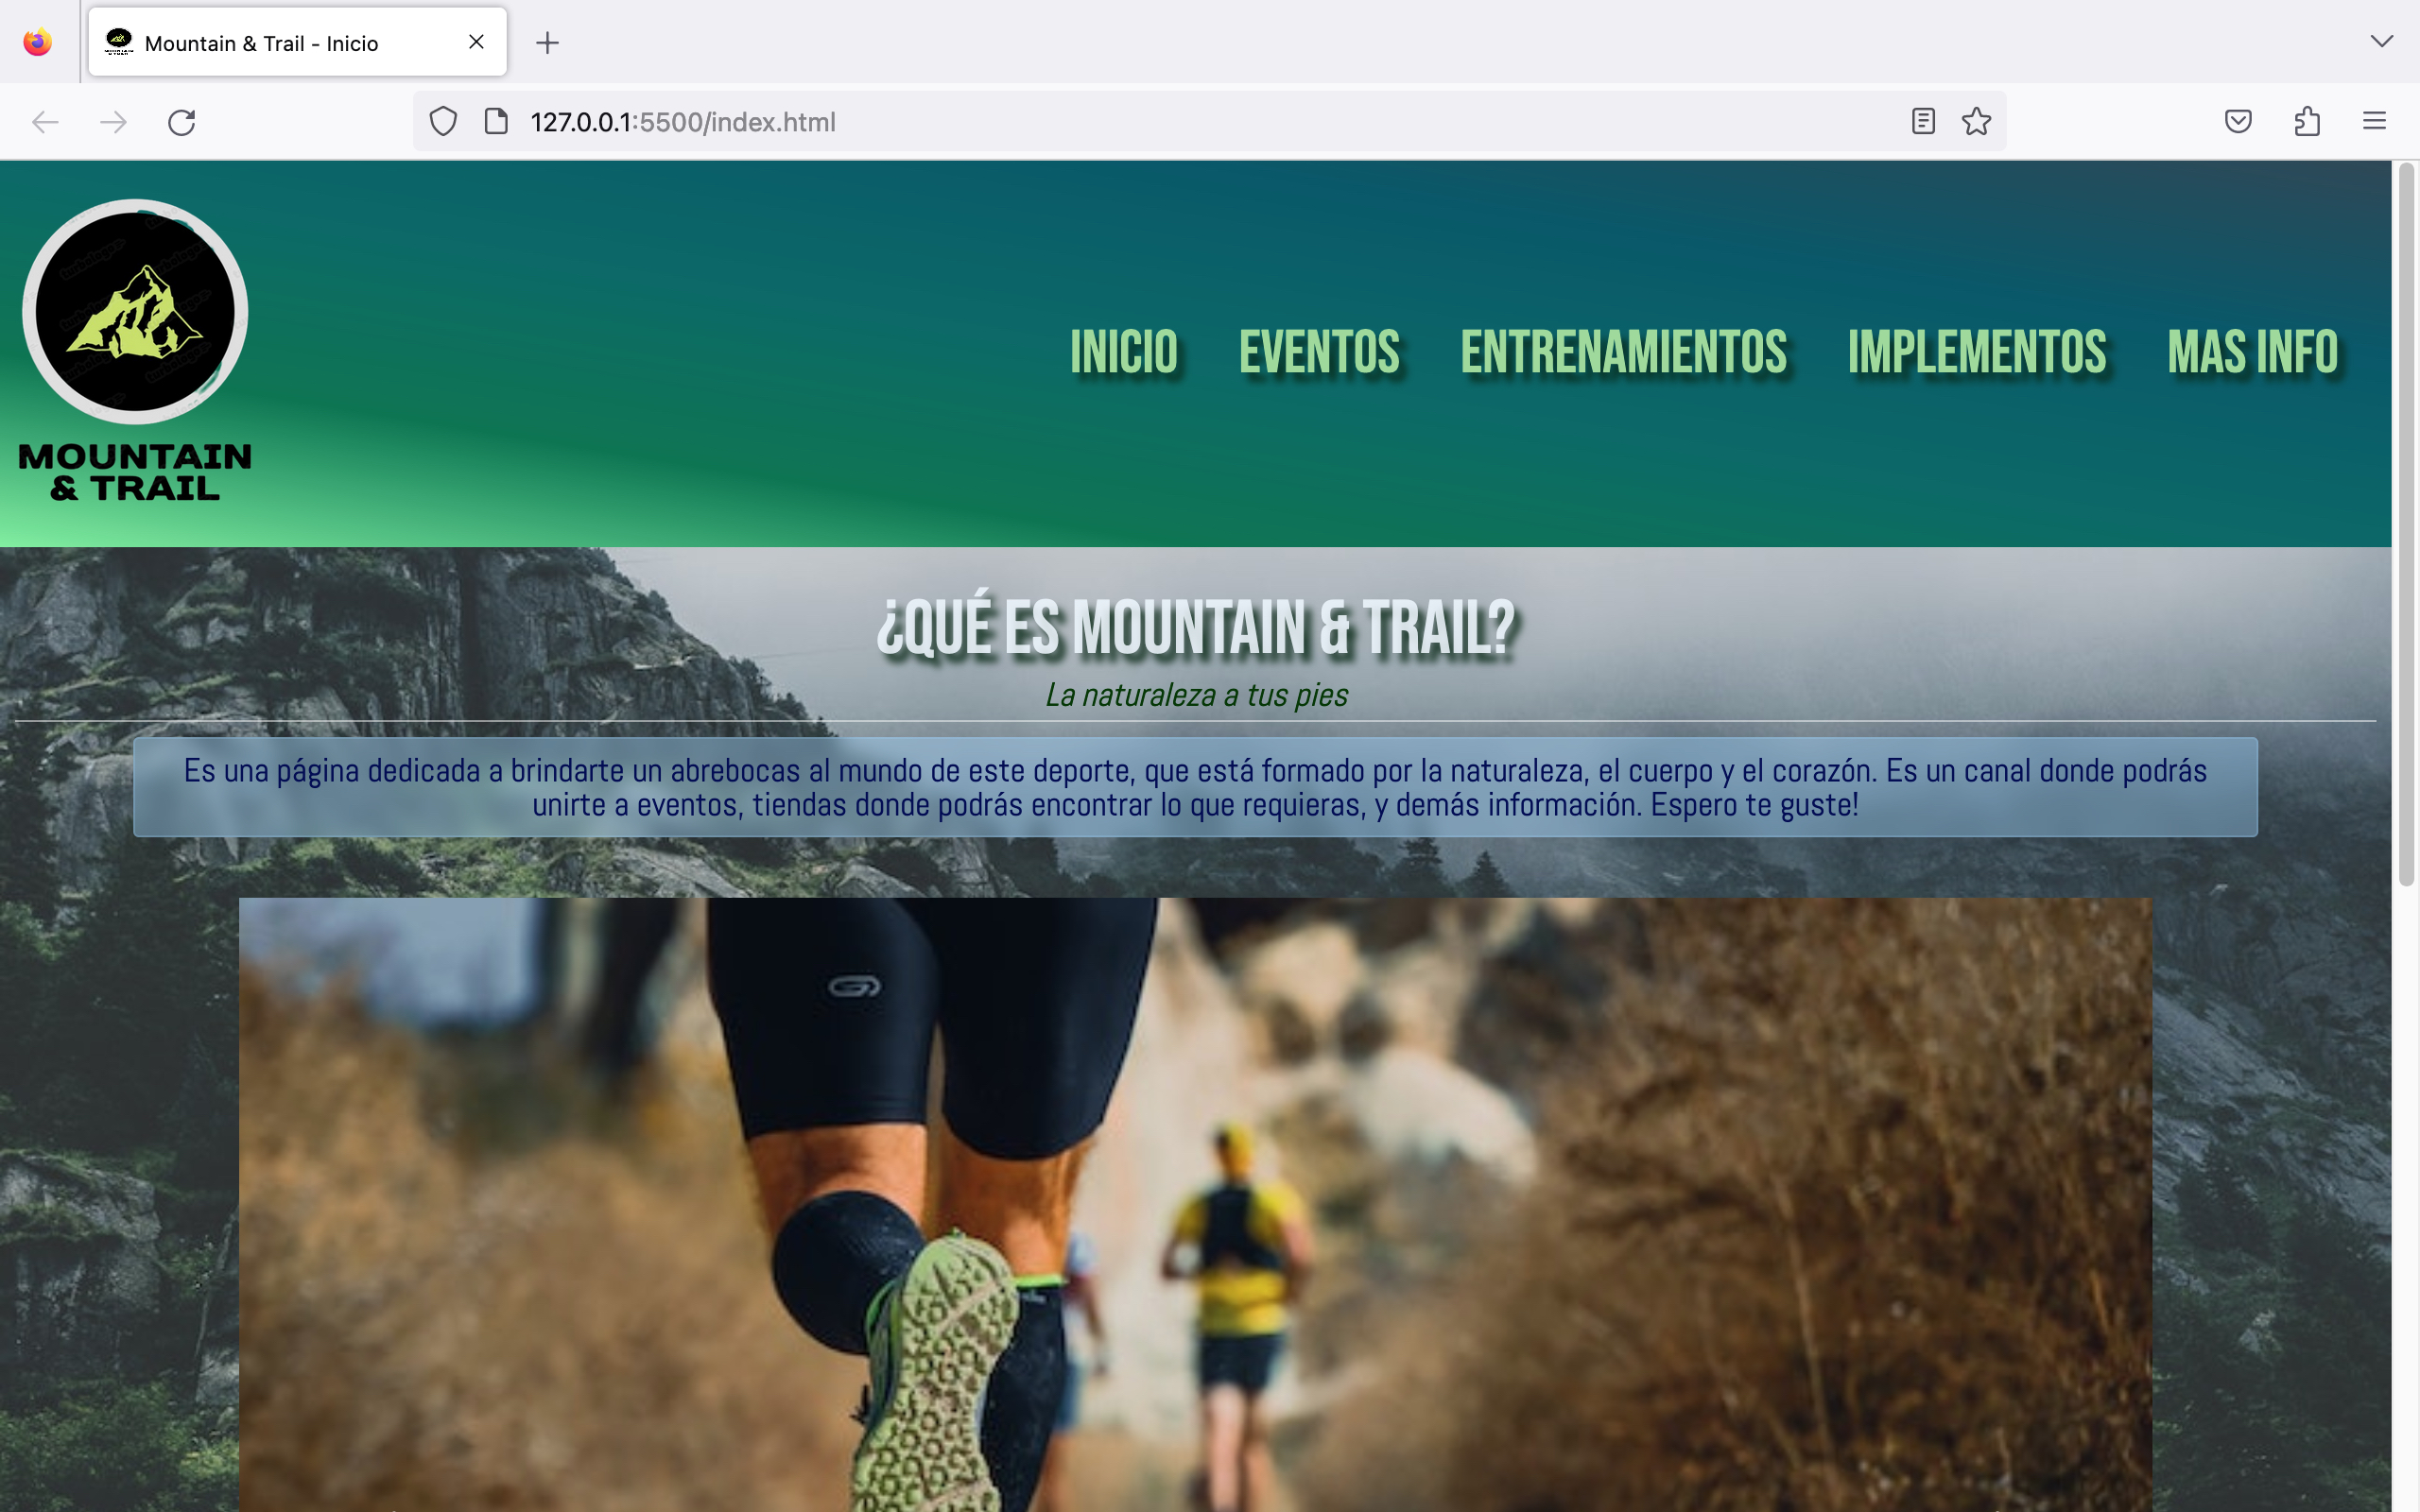 Mountain & Trail - Inicio
127.0.0.1:5500/index.html
MOUNTAIN
& TRAIL
INICIO EVENTOS ENTRENAMIENTOS IMPLEMENTOS MAS INFO
¿QUÉ ES MOUNTAIN & TRAIL?
La naturaleza a tus pies
Es una página dedicada a brindarte un abrebocas al mundo de este deporte, que está formado por la naturaleza, el cuerpo y el corazón. Es un canal donde podrás
unirte a eventos, tiendas donde podrás encontrar lo que requieras, y demás información. Espero te guste!